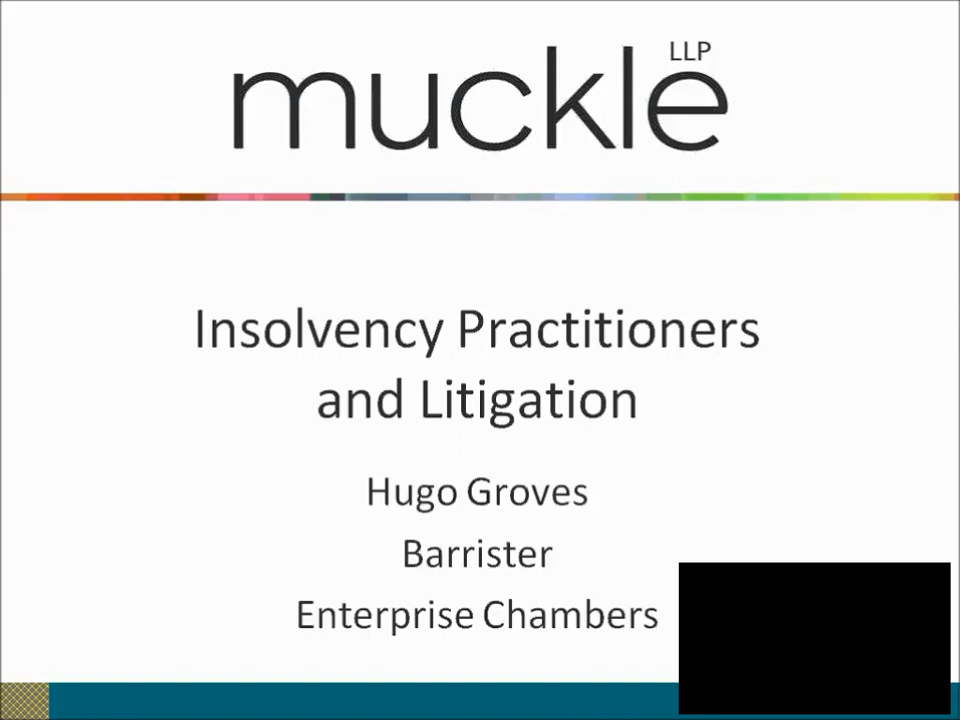 muckle LLP
Insolvency Practitioners
and Litigation
Hugo Groves
Barrister
Enterprise Chambers